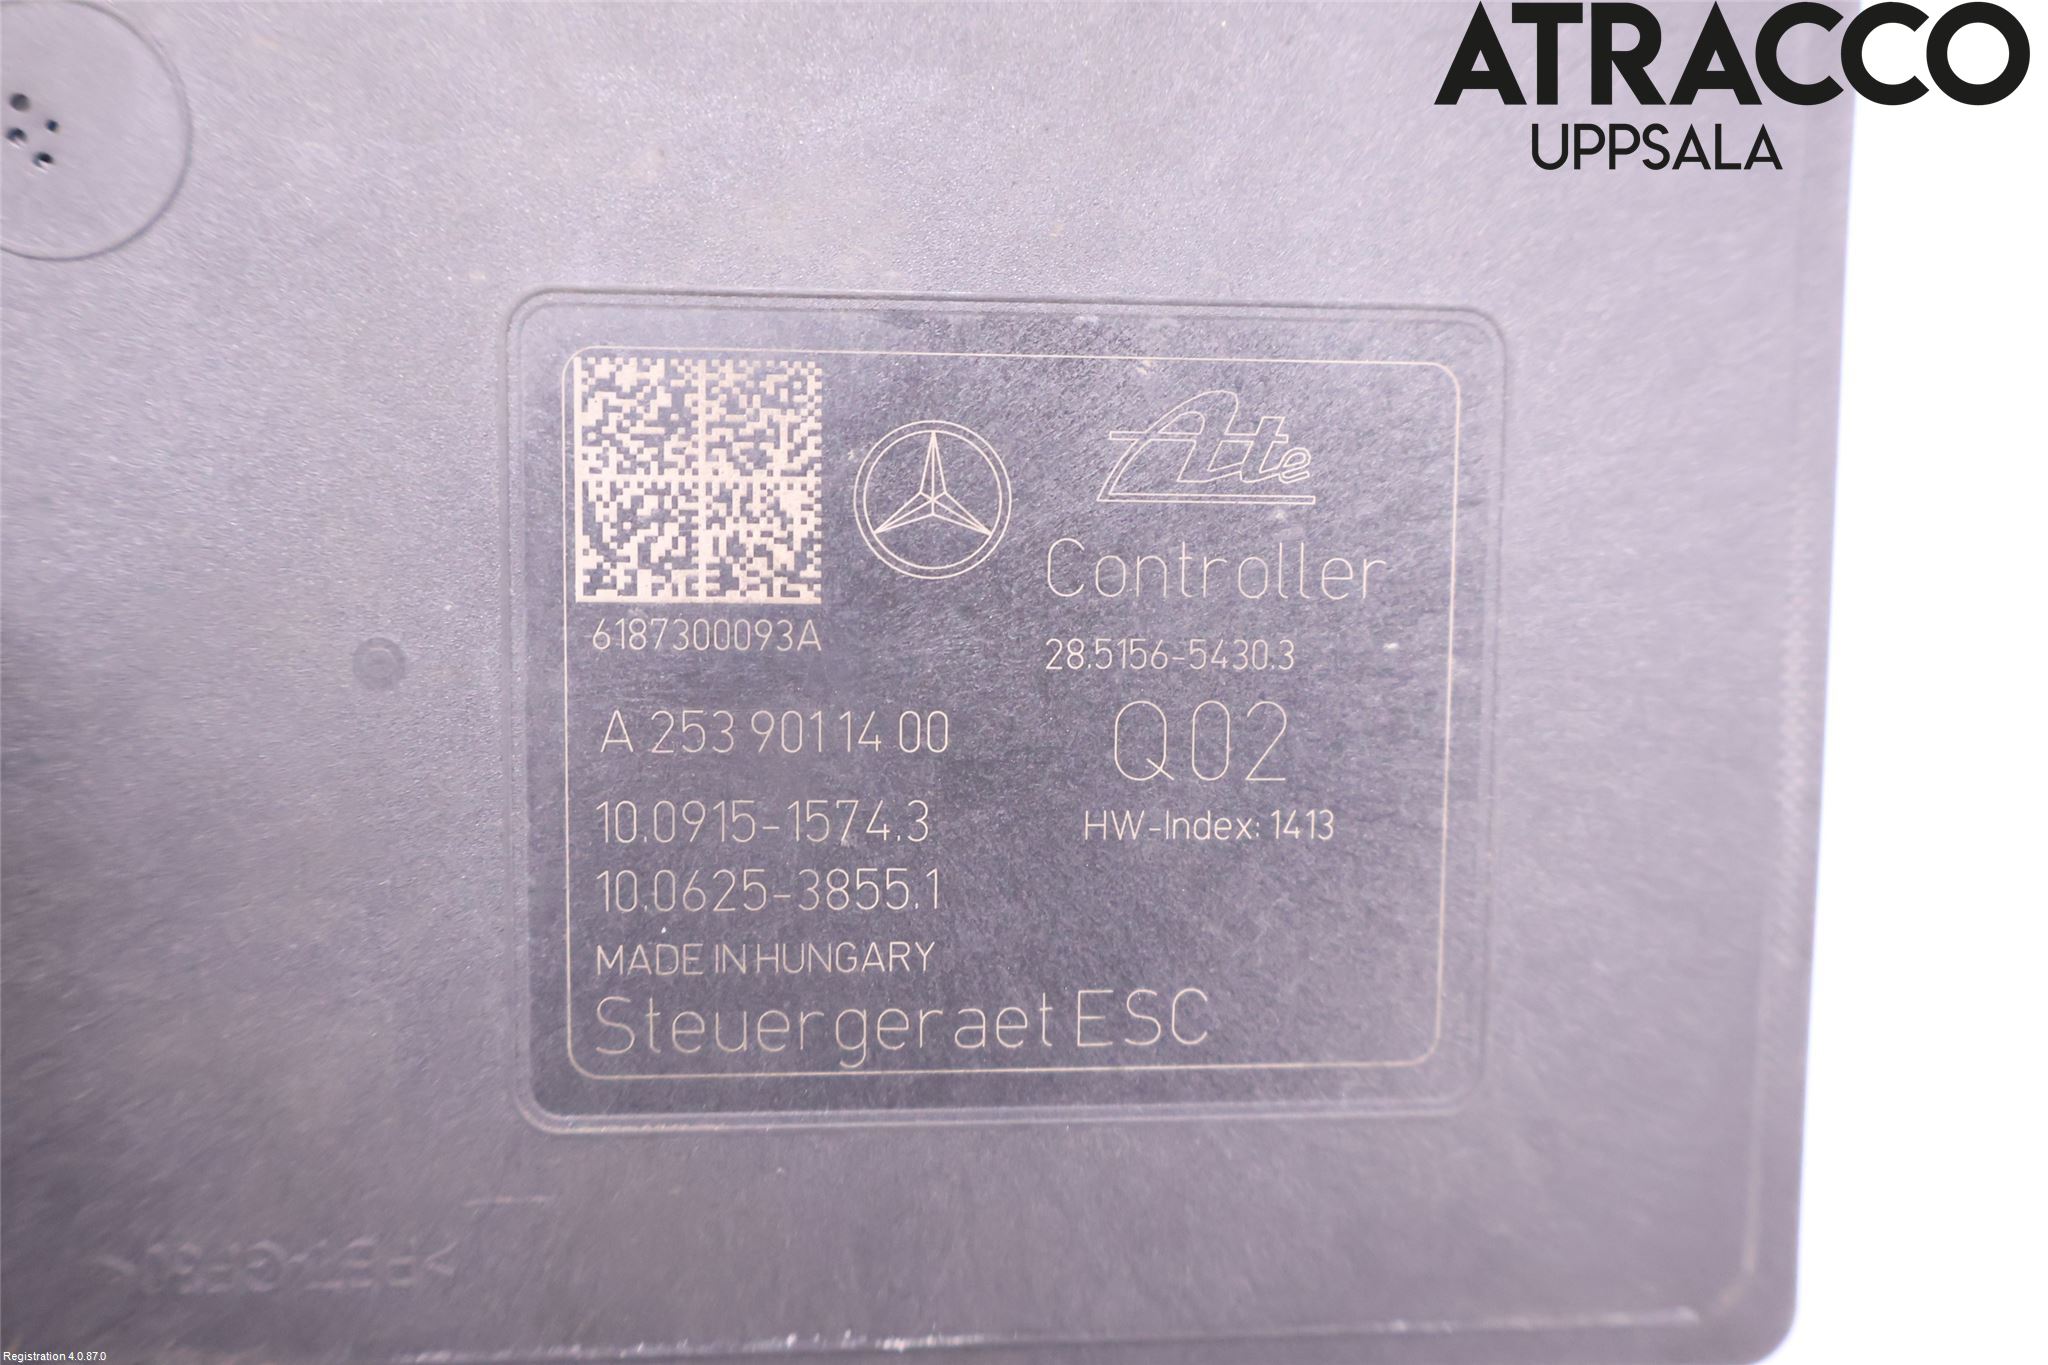 ATRACCO
UPPSALA
Ate
Controller
6187300093A
28.5156-5430.3
A 253 901 14 00
Q02
10.0915-1574.3
HW-Index: 1413
10.0625-3855.1
MADE IN HUNGARY
Steuergeraet ESC
Registration 4.0.87.0